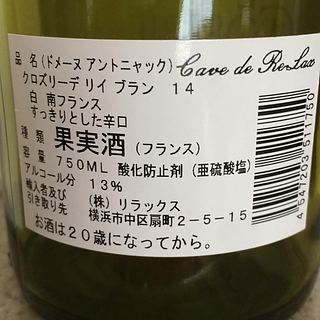 品 名(ドメーヌ アントニャック) Cave de Re-Lax
クロズリーデ リイ ブラン 14
白 南フランス
すっきりとした辛口
種 類 果実酒 (フランス)
容 量 750ML 酸化防止剤 (亜硫酸塩)
アルコール分 13%
輸入者及び (株) リラックス
引き取り先 横浜市中区扇町2-5-15
お酒は20歳になってから。
4547203511750